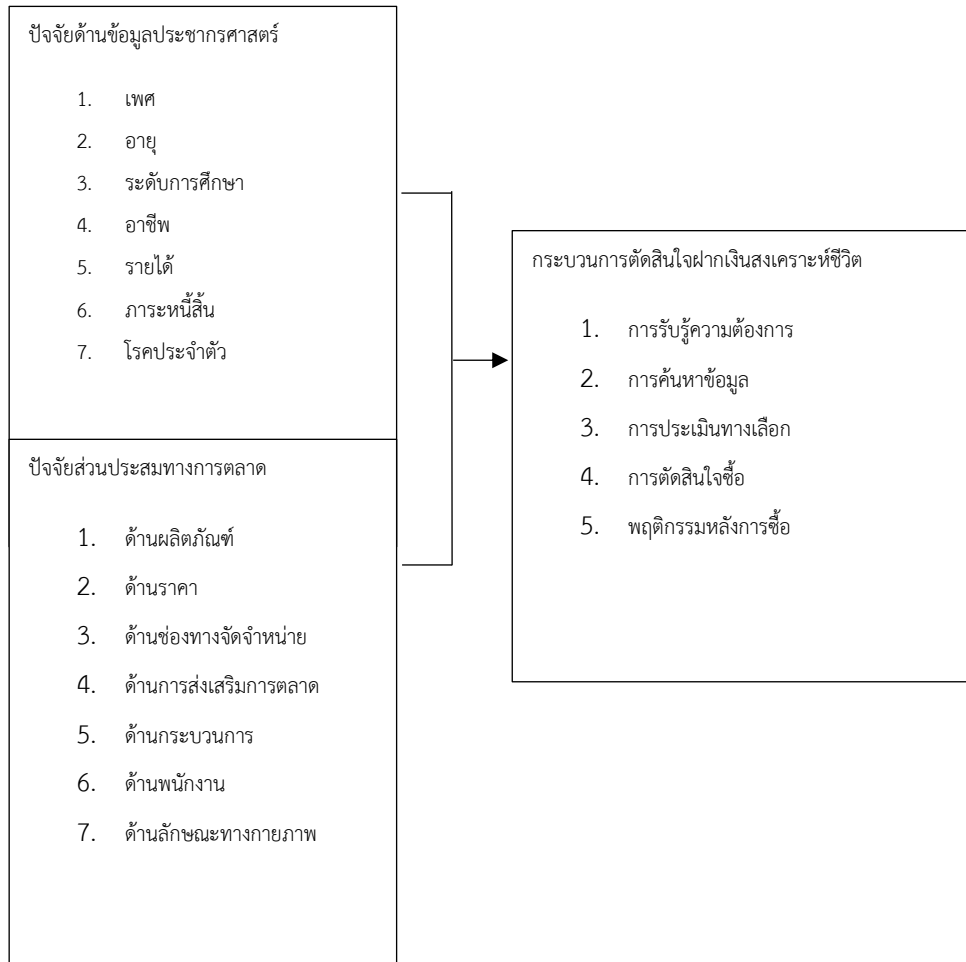 ปัจจัยด้านข้อมูลประชากรศาสตร์
1. เพศ
2. อายุ
3. ระดับการศึกษา
4. อาชีพ
5. รายได้
6. ภาระหนี้สิ้น
7. โรคประจำตัว
ปัจจัยส่วนประสมทางการตลาด
1. ด้านผลิตภัณฑ์
2. ด้านราคา
3. ด้านช่องทางจัดจำหน่าย
4. ด้านการส่งเสริมการตลาด
5. ด้านกระบวนการ
6. ด้านพนักงาน
7. ด้านลักษณะทางกายภาพ
กระบวนการตัดสินใจฝากเงินสงเคราะห์ชีวิต
1. การรับรู้ความต้องการ
2. การค้นหาข้อมูล
3. การประเมินทางเลือก
4. การตัดสินใจซื้อ
5. พฤติกรรมหลังการซื้อ